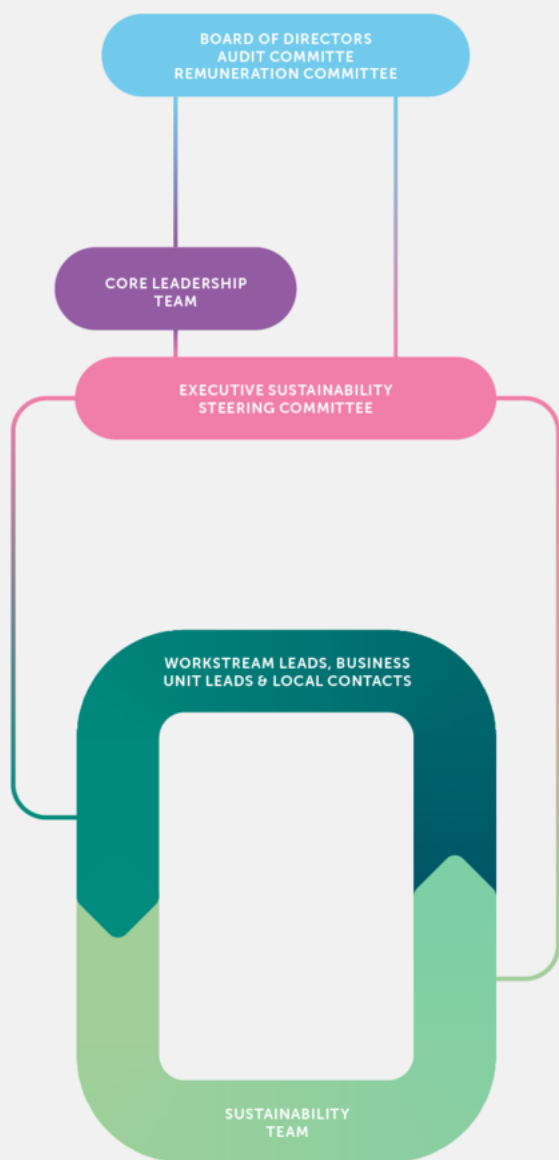 BOARD OF DIRECTORS
AUDIT COMMITTE
REMUNERATION COMMITTEE
CORE LEADERSHIP
TEAM
EXECUTIVE SUSTAINABILITY
STEERING COMMITTEE
WORKSTREAM LEADS, BUSINESS
UNIT LEADS & LOCAL CONTACTS
SUSTAINABILITY
TEAM